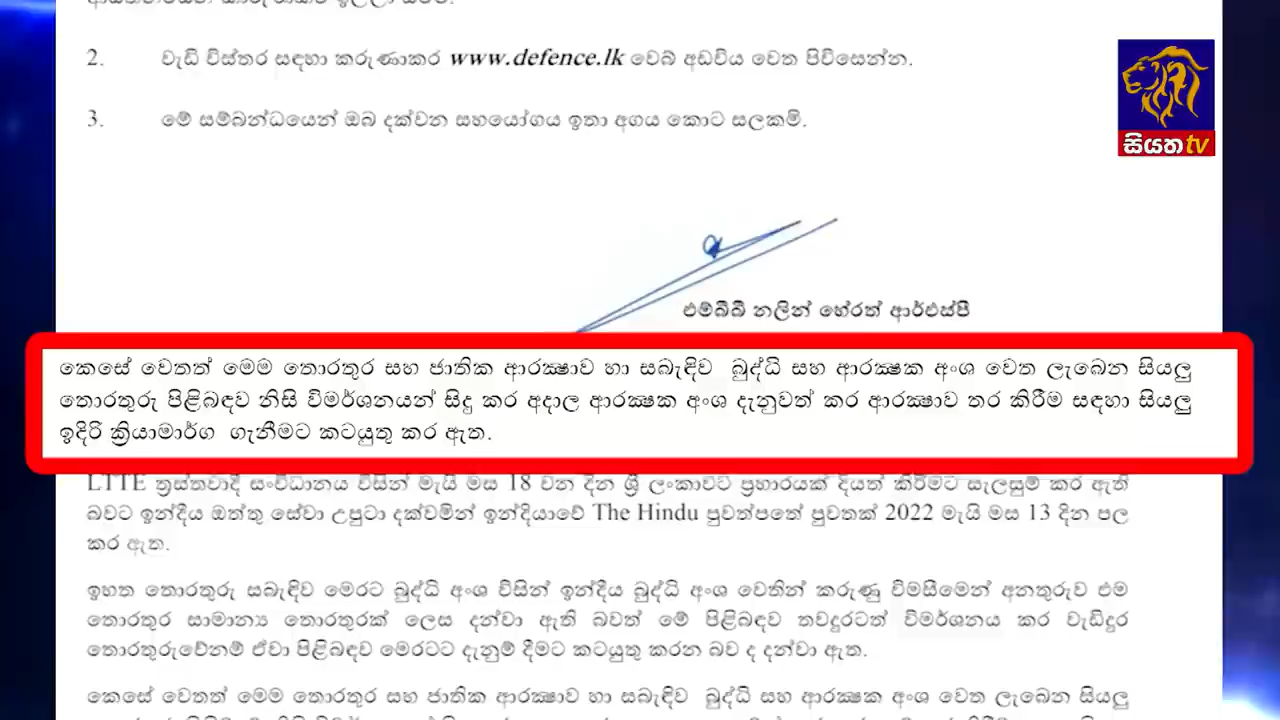 2. වැඩි විස්තර සඳහා කරුණාකර www.defence.lk වෙබ් අඩවිය වෙත පිවිසෙන්න.
3. මේ සම්බන්ධයෙන් ඔබ දක්වන සහයෝගය ඉතා අගය කොට සලකමි.
සියත tv
එම්බීබී නලින් හේරත් ආර්එස්පී
කෙසේ වෙතත් මෙම තොරතුර සහ ජාතික ආරක්‍ෂාව හා සබැඳිව බුද්ධි සහ ආරක්‍ෂක අංශ වෙත ලැබෙන සියලු
තොරතුරු පිළිබඳව නිසි විමර්ශනයන් සිදු කර අදාල ආරක්‍ෂක අංශ දැනුවත් කර ආරක්‍ෂාව තර කිරීම සඳහා සියලු
ඉදිරි ක්‍රියාමාර්ග ගැනීමට කටයුතු කර ඇත.
LTTE ත්‍රස්තවාදී සංවිධානය විසින් මැයි මස 18 වන දින ශ්‍රී ලංකාවට ප්‍රහාරයක් දියත් කිරීමට සැලසුම් කර ඇති
බවට ඉන්දීය ඔත්තු සේවා උපුටා දක්වමින් ඉන්දියාවේ The Hindu පුවත්පතේ පුවතක් 2022 මැයි මස 13 දින පල
කර ඇත.
ඉහත තොරතුරු සබැඳිව මෙරට බුද්ධි අංශ විසින් ඉන්දීය බුද්ධි අංශ වෙතින් කරුණු විමසීමෙන් අනතුරුව එම
තොරතුර සාමාන්‍ය තොරතුරක් ලෙස දන්වා ඇති බවත් මේ පිළිබඳව තවදුරටත් විමර්ශනය කර වැඩිදුර
තොරතුරුවේනම් ඒවා පිළිබඳව මෙරටට දැනුම් දීමට කටයුතු කරන බව ද දන්වා ඇත.
කෙසේ වෙතත් මෙම තොරතුර සහ ජාතික ආරක්‍ෂාව හා සබැඳිව බුද්ධි සහ ආරක්‍ෂක අංශ වෙත ලැබෙන සියලු